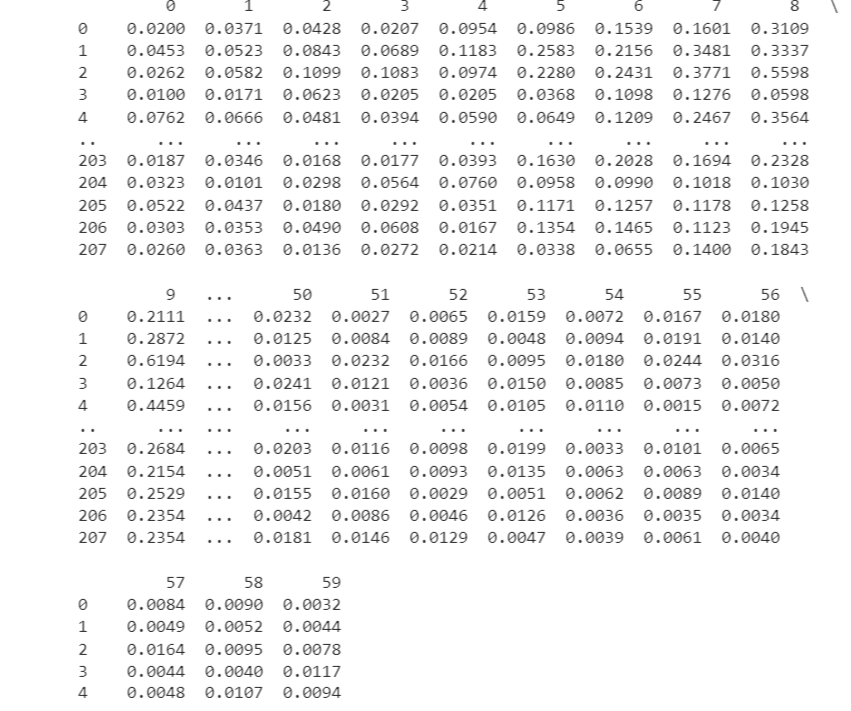 0 1 2 3 4 5 6 7 8 \
0 0.0200 0.0371 0.0428 0.0207 0.0954 0.0986 0.1539 0.1601 0.3109
1 0.0453 0.0523 0.0843 0.0689 0.1183 0.2583 0.2156 0.3481 0.3337
2 0.0262 0.0582 0.1099 0.1083 0.0974 0.2280 0.2431 0.3771 0.5598
3 0.0100 0.0171 0.0623 0.0205 0.0205 0.0368 0.1098 0.1276 0.0598
4 0.0762 0.0666 0.0481 0.0394 0.0590 0.0649 0.1209 0.2467 0.3564
.. ... ... ... ... ... ... ... ... ...
203 0.0187 0.0346 0.0168 0.0177 0.0393 0.1630 0.2028 0.1694 0.2328
204 0.0323 0.0101 0.0298 0.0564 0.0760 0.0958 0.0990 0.1018 0.1030
205 0.0522 0.0437 0.0180 0.0292 0.0351 0.1171 0.1257 0.1178 0.1258
206 0.0303 0.0353 0.0490 0.0608 0.0167 0.1354 0.1465 0.1123 0.1945
207 0.0260 0.0363 0.0136 0.0272 0.0214 0.0338 0.0655 0.1400 0.1843
9 ... 50 51 52 53 54 55 56 \
0 0.2111 ... 0.0232 0.0027 0.0065 0.0159 0.0072 0.0167 0.0180
1 0.2872 ... 0.0125 0.0084 0.0089 0.0048 0.0094 0.0191 0.0140
2 0.6194 ... 0.0033 0.0232 0.0166 0.0095 0.0180 0.0244 0.0316
3 0.1264 ... 0.0241 0.0121 0.0036 0.0150 0.0085 0.0073 0.0050
4 0.4459 ... 0.0156 0.0031 0.0054 0.0105 0.0110 0.0015 0.0072
.. ... ... ... ... ... ... ... ... ...
203 0.2684 ... 0.0203 0.0116 0.0098 0.0199 0.0033 0.0101 0.0065
204 0.2154 ... 0.0051 0.0061 0.0093 0.0135 0.0063 0.0063 0.0034
205 0.2529 ... 0.0155 0.0160 0.0029 0.0051 0.0062 0.0089 0.0140
206 0.2354 ... 0.0042 0.0086 0.0046 0.0126 0.0036 0.0035 0.0034
207 0.2354 ... 0.0181 0.0146 0.0129 0.0047 0.0039 0.0061 0.0040
57 58 59
0 0.0084 0.0090 0.0032
1 0.0049 0.0052 0.0044
2 0.0164 0.0095 0.0078
3 0.0044 0.0040 0.0117
4 0.0048 0.0107 0.0094